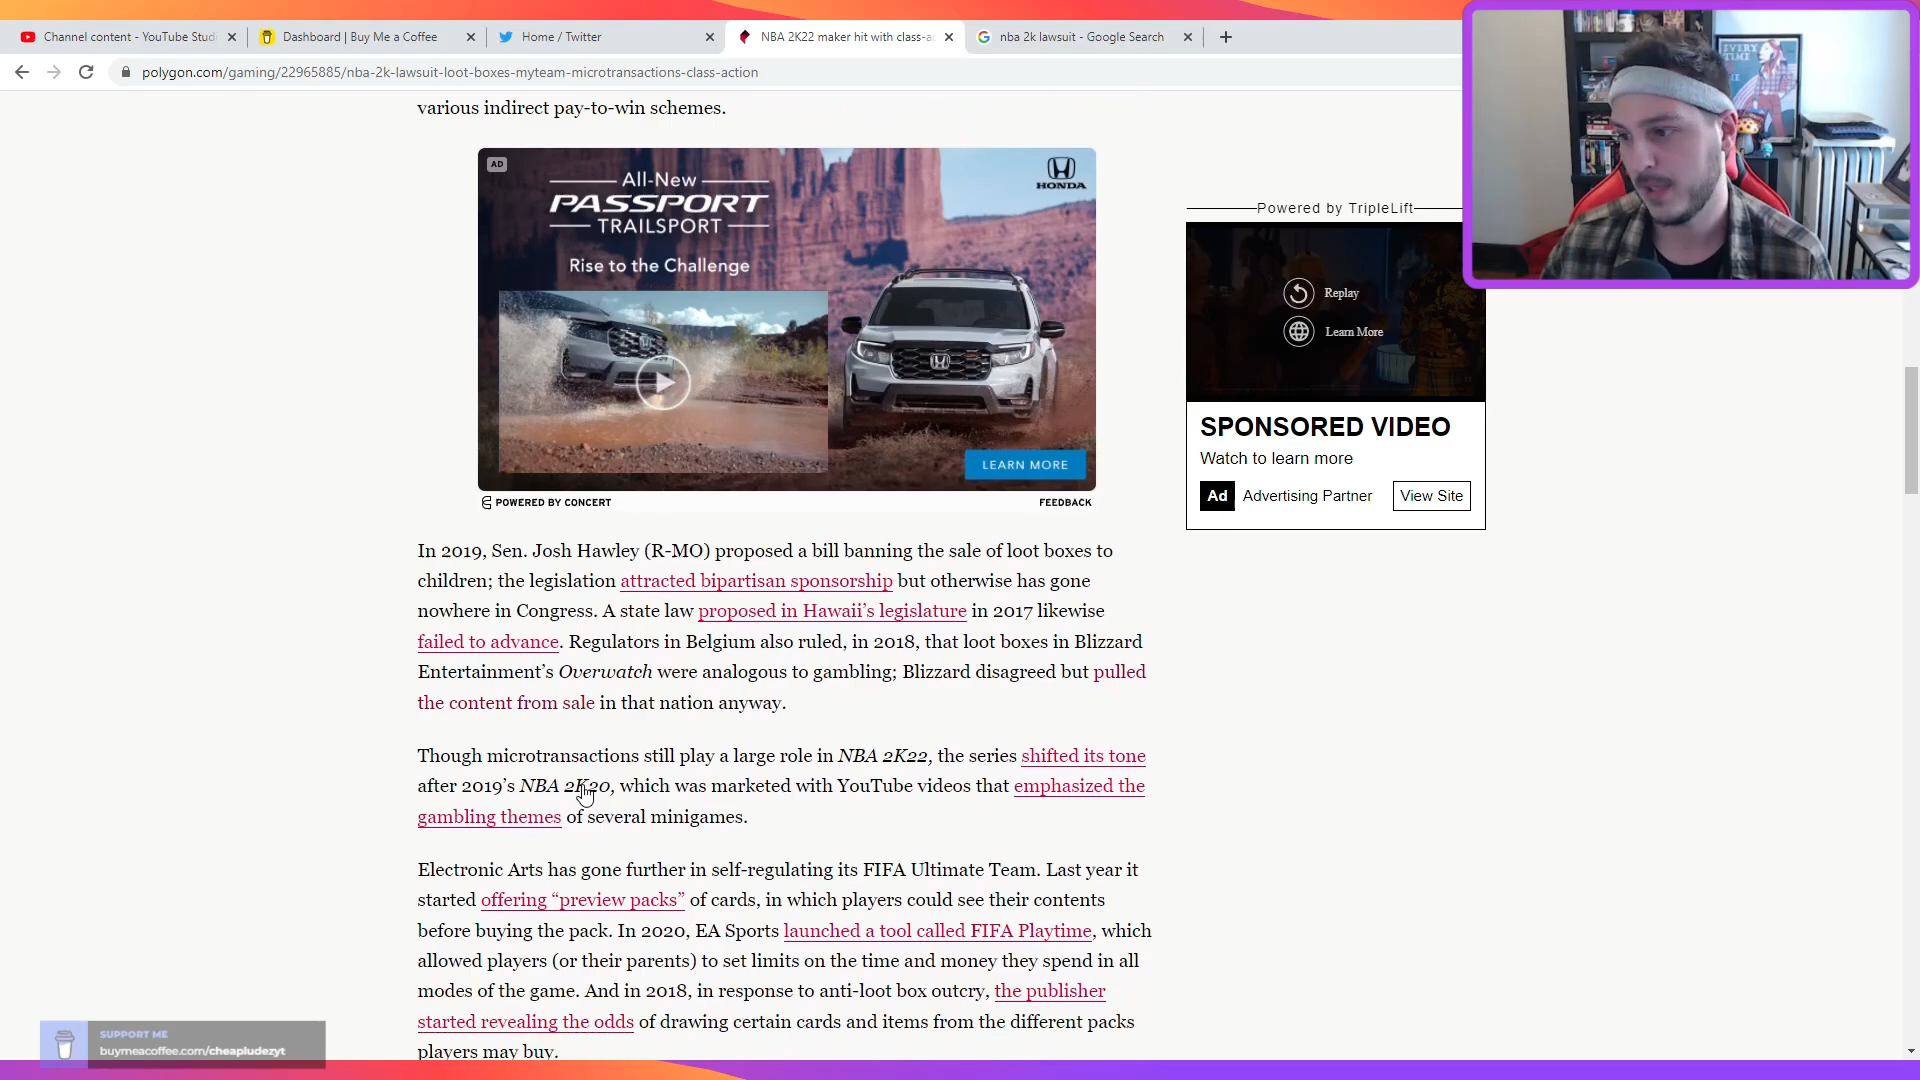 Channel content - YouTube Stud
Dashboard | Buy Me a Coffee
Home / Twitter
NBA 2K22 maker hit with class-ac
nba 2k lawsuit - Google Search
polygon.com/gaming/22965885/nba-2k-lawsuit-loot-boxes-myteam-microtransactions-class-action
various indirect pay-to-win schemes.
AD
All-New
PASSPORT
TRAILSPORT
Rise to the Challenge
HONDA
LEARN MORE
POWERED BY CONCERT
FEEDBACK
Powered by TripleLift
Replay
Learn More
SPONSORED VIDEO
Watch to learn more
Ad Advertising Partner
View Site
EVERY
TIME
In 2019, Sen. Josh Hawley (R-MO) proposed a bill banning the sale of loot boxes to
children; the legislation attracted bipartisan sponsorship but otherwise has gone
nowhere in Congress. A state law proposed in Hawaii’s legislature in 2017 likewise
failed to advance. Regulators in Belgium also ruled, in 2018, that loot boxes in Blizzard
Entertainment’s Overwatch were analogous to gambling; Blizzard disagreed but pulled
the content from sale in that nation anyway.
Though microtransactions still play a large role in NBA 2K22, the series shifted its tone
after 2019’s NBA 2K20, which was marketed with YouTube videos that emphasized the
gambling themes of several minigames.
Electronic Arts has gone further in self-regulating its FIFA Ultimate Team. Last year it
started offering “preview packs” of cards, in which players could see their contents
before buying the pack. In 2020, EA Sports launched a tool called FIFA Playtime, which
allowed players (or their parents) to set limits on the time and money they spend in all
modes of the game. And in 2018, in response to anti-loot box outcry, the publisher
started revealing the odds of drawing certain cards and items from the different packs
players may buy.
SUPPORT ME
buymeacoffee.com/cheapludezyt